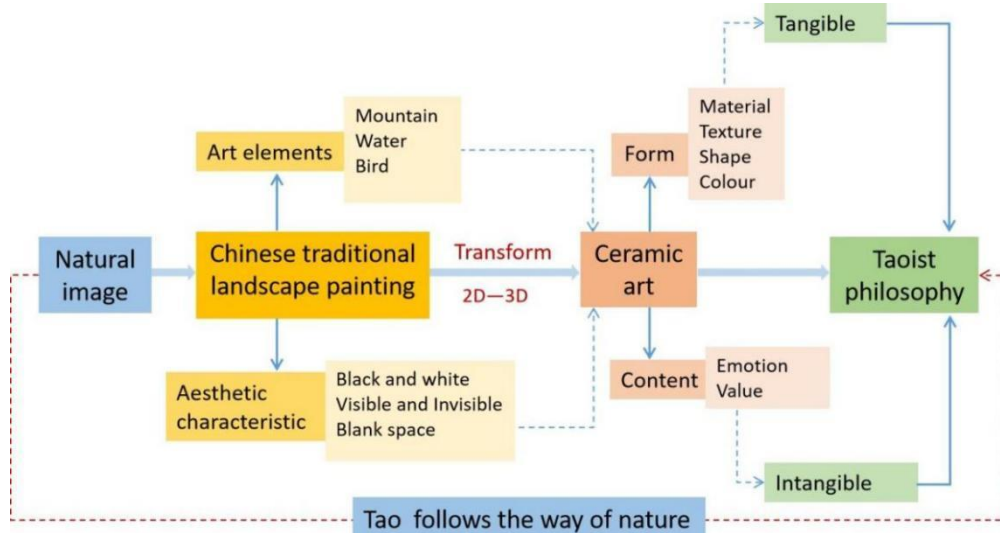 Tangible
Mountain
Water
Bird
Art elements
Material
Texture
Shape
Colour
Form
Natural
image
Chinese traditional
landscape painting
Transform
2D—3D
Ceramic
art
Taoist
philosophy
Aesthetic
characteristic
Black and white
Visible and Invisible
Blank space
Content
Emotion
Value
Intangible
Tao follows the way of nature